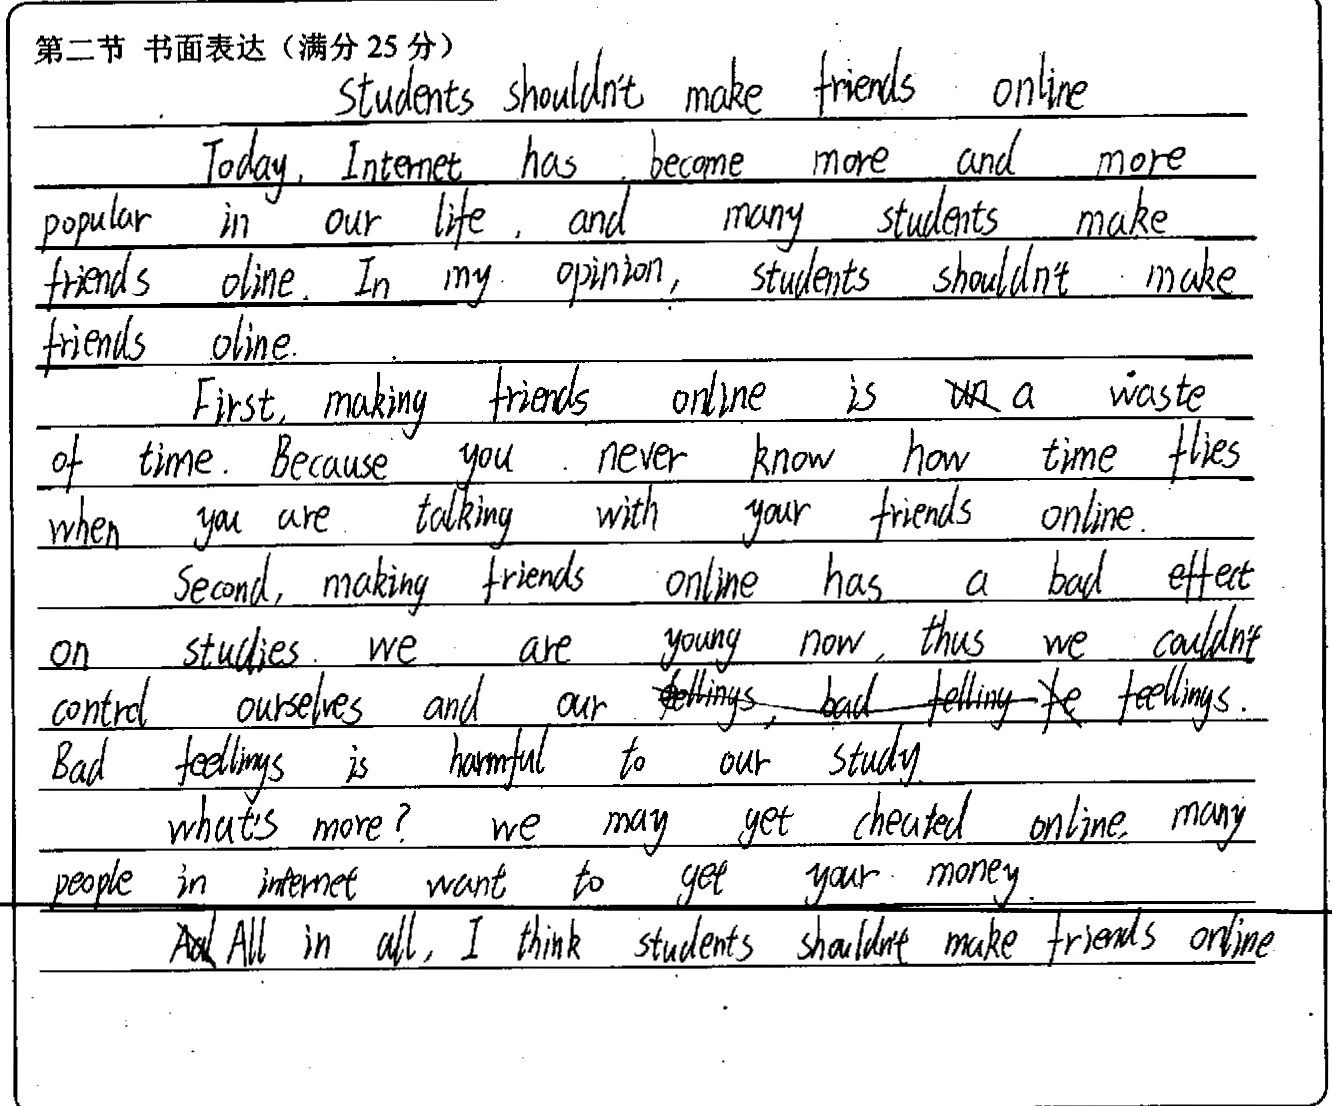 第二节 书面表达（满分 25 分）
Students shouldn't make friends online
Today, Internet has become more and more
popular in our life, and many students make
friends oline. In my opinion, students shouldn't make
friends oline.
First, making friends online is a waste
of time. Because you never know how time flies
when you are talking with your friends online.
Second, making friends online has a bad effect
on studies. we are young now, thus we couldn't
control ourselves and our feellings.
Bad feellings is harmful to our study
what's more? we may get cheated online, many
people in internet want to get your money.
All in all, I think students shouldn't make friends online